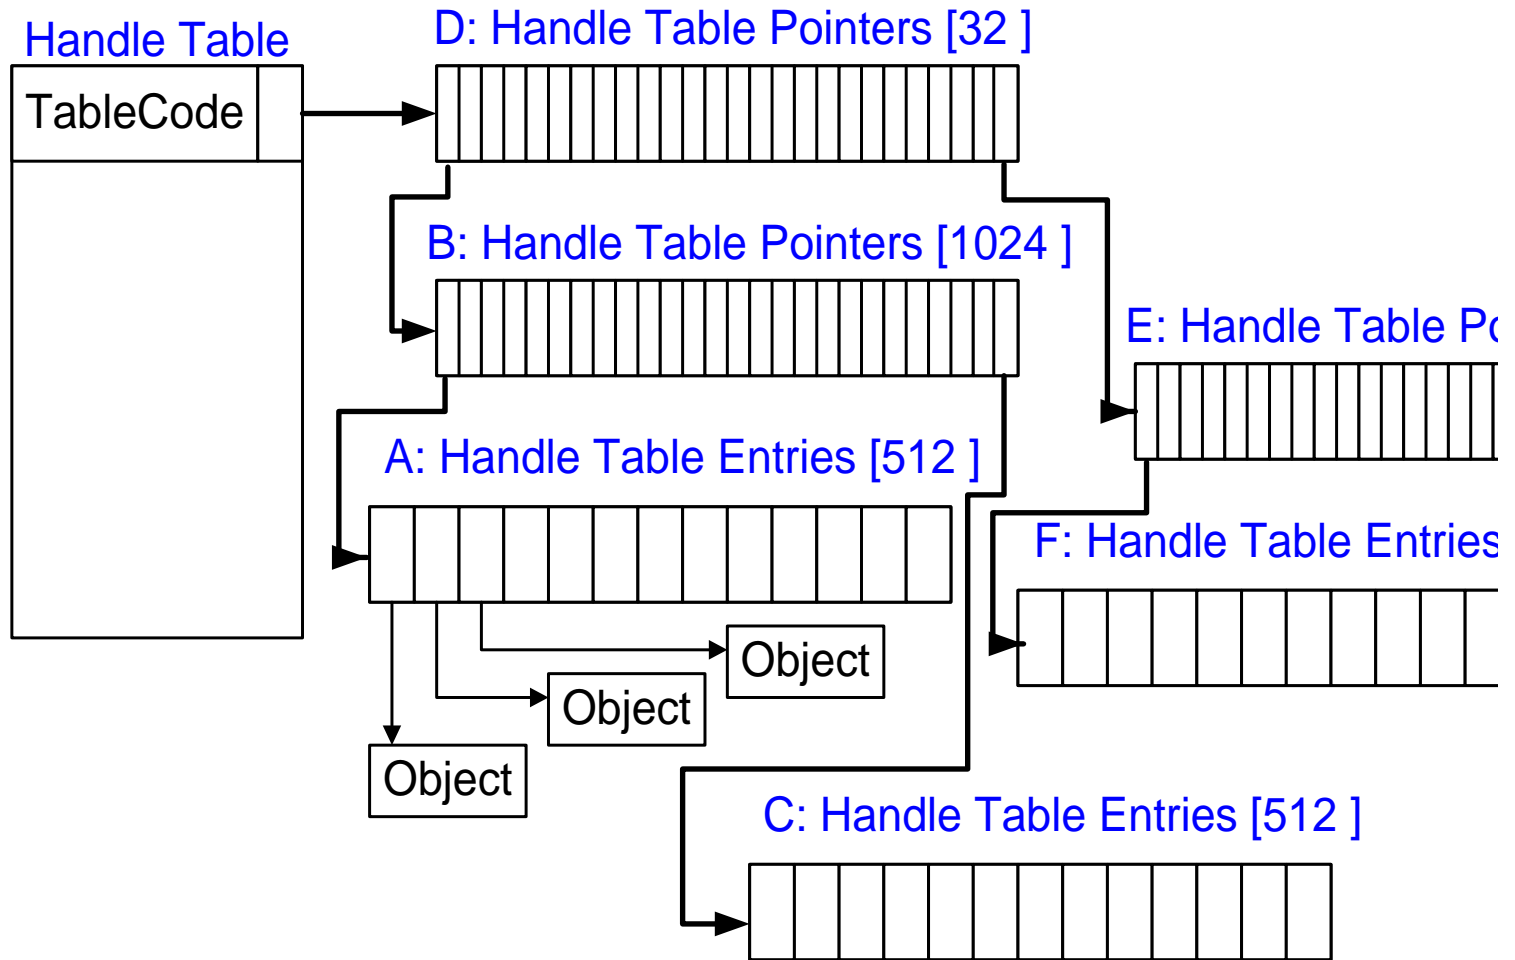 Handle Table
D: Handle Table Pointers [32 ]
TableCode
B: Handle Table Pointers [1024 ]
E: Handle Table
A: Handle Table Entries [512 ]
F: Handle Table Entries
Object
Object
Object
C: Handle Table Entries [512 ]